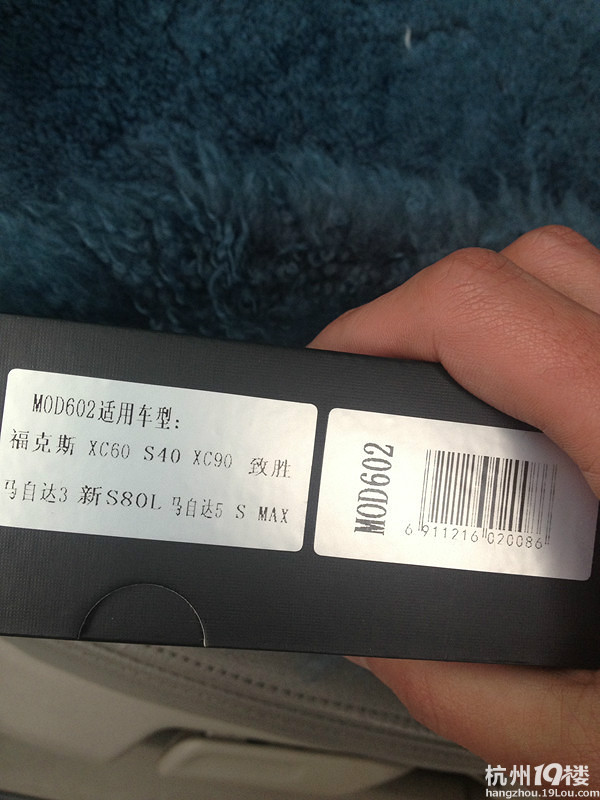 MOD602适用车型:
福克斯 XC60 S40 XC90 致胜
马自达3 新S80L 马自达5 S MAX
MOD602
6 911216 020086
杭州19楼
hangzhou.19Lou.com